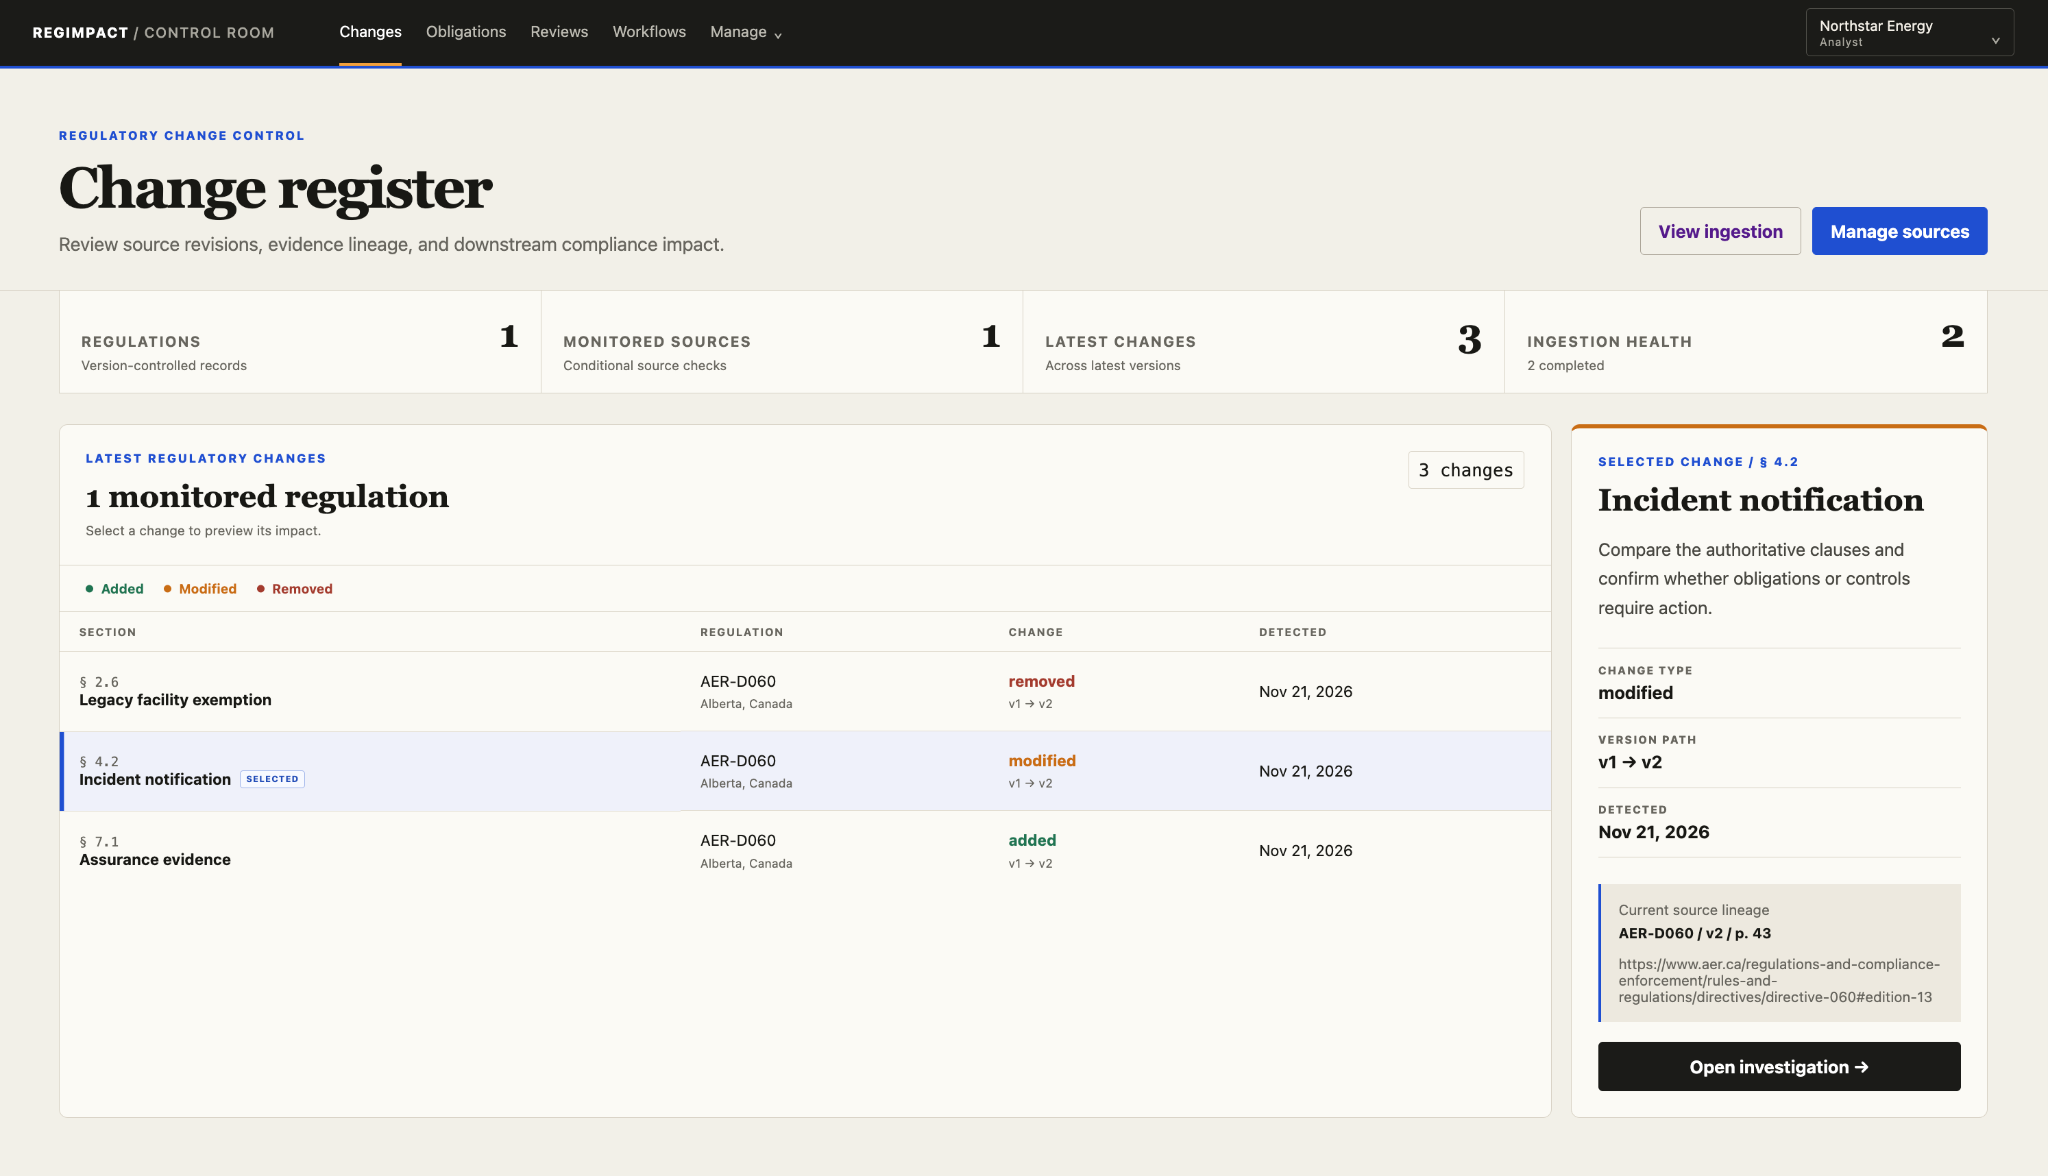 REGIMPACT / CONTROL ROOM
Changes
Obligations
Reviews
Workflows
Manage
Northstar Energy
Analyst
REGULATORY CHANGE CONTROL
Change register
Review source revisions, evidence lineage, and downstream compliance impact.
View ingestion
Manage sources
REGULATIONS
Version-controlled records
1
MONITORED SOURCES
Conditional source checks
1
LATEST CHANGES
Across latest versions
3
INGESTION HEALTH
2 completed
2
LATEST REGULATORY CHANGES
1 monitored regulation
Select a change to preview its impact.
3 changes
Added
Modified
Removed
SECTION
REGULATION
CHANGE
DETECTED
§ 2.6
Legacy facility exemption
AER-D060
Alberta, Canada
removed
v1 → v2
Nov 21, 2026
§ 4.2
Incident notification
SELECTED
AER-D060
Alberta, Canada
modified
v1 → v2
Nov 21, 2026
§ 7.1
Assurance evidence
AER-D060
Alberta, Canada
added
v1 → v2
Nov 21, 2026
SELECTED CHANGE / § 4.2
Incident notification
Compare the authoritative clauses and
confirm whether obligations or controls
require action.
CHANGE TYPE
modified
VERSION PATH
v1 → v2
DETECTED
Nov 21, 2026
Current source lineage
AER-D060 / v2 / p. 43
https://www.aer.ca/regulations-and-compliance-
enforcement/rules-and-
regulations/directives/directive-060#edition-13
Open investigation →